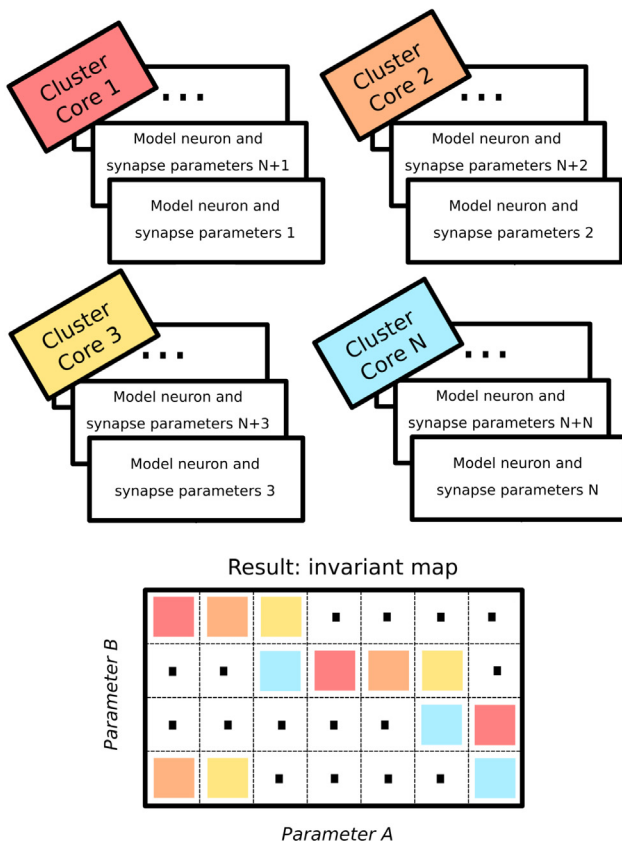 Cluster
Core 1
...
Model neuron and
synapse parameters N+1
Model neuron and
synapse parameters 1
Cluster
Core 2
...
Model neuron and
synapse parameters N+2
Model neuron and
synapse parameters 2
Cluster
Core 3
...
Model neuron and
synapse parameters N+3
Model neuron and
synapse parameters 3
Cluster
Core N
...
Model neuron and
synapse parameters N+N
Model neuron and
synapse parameters N
Result: invariant map
Parameter B
Parameter A